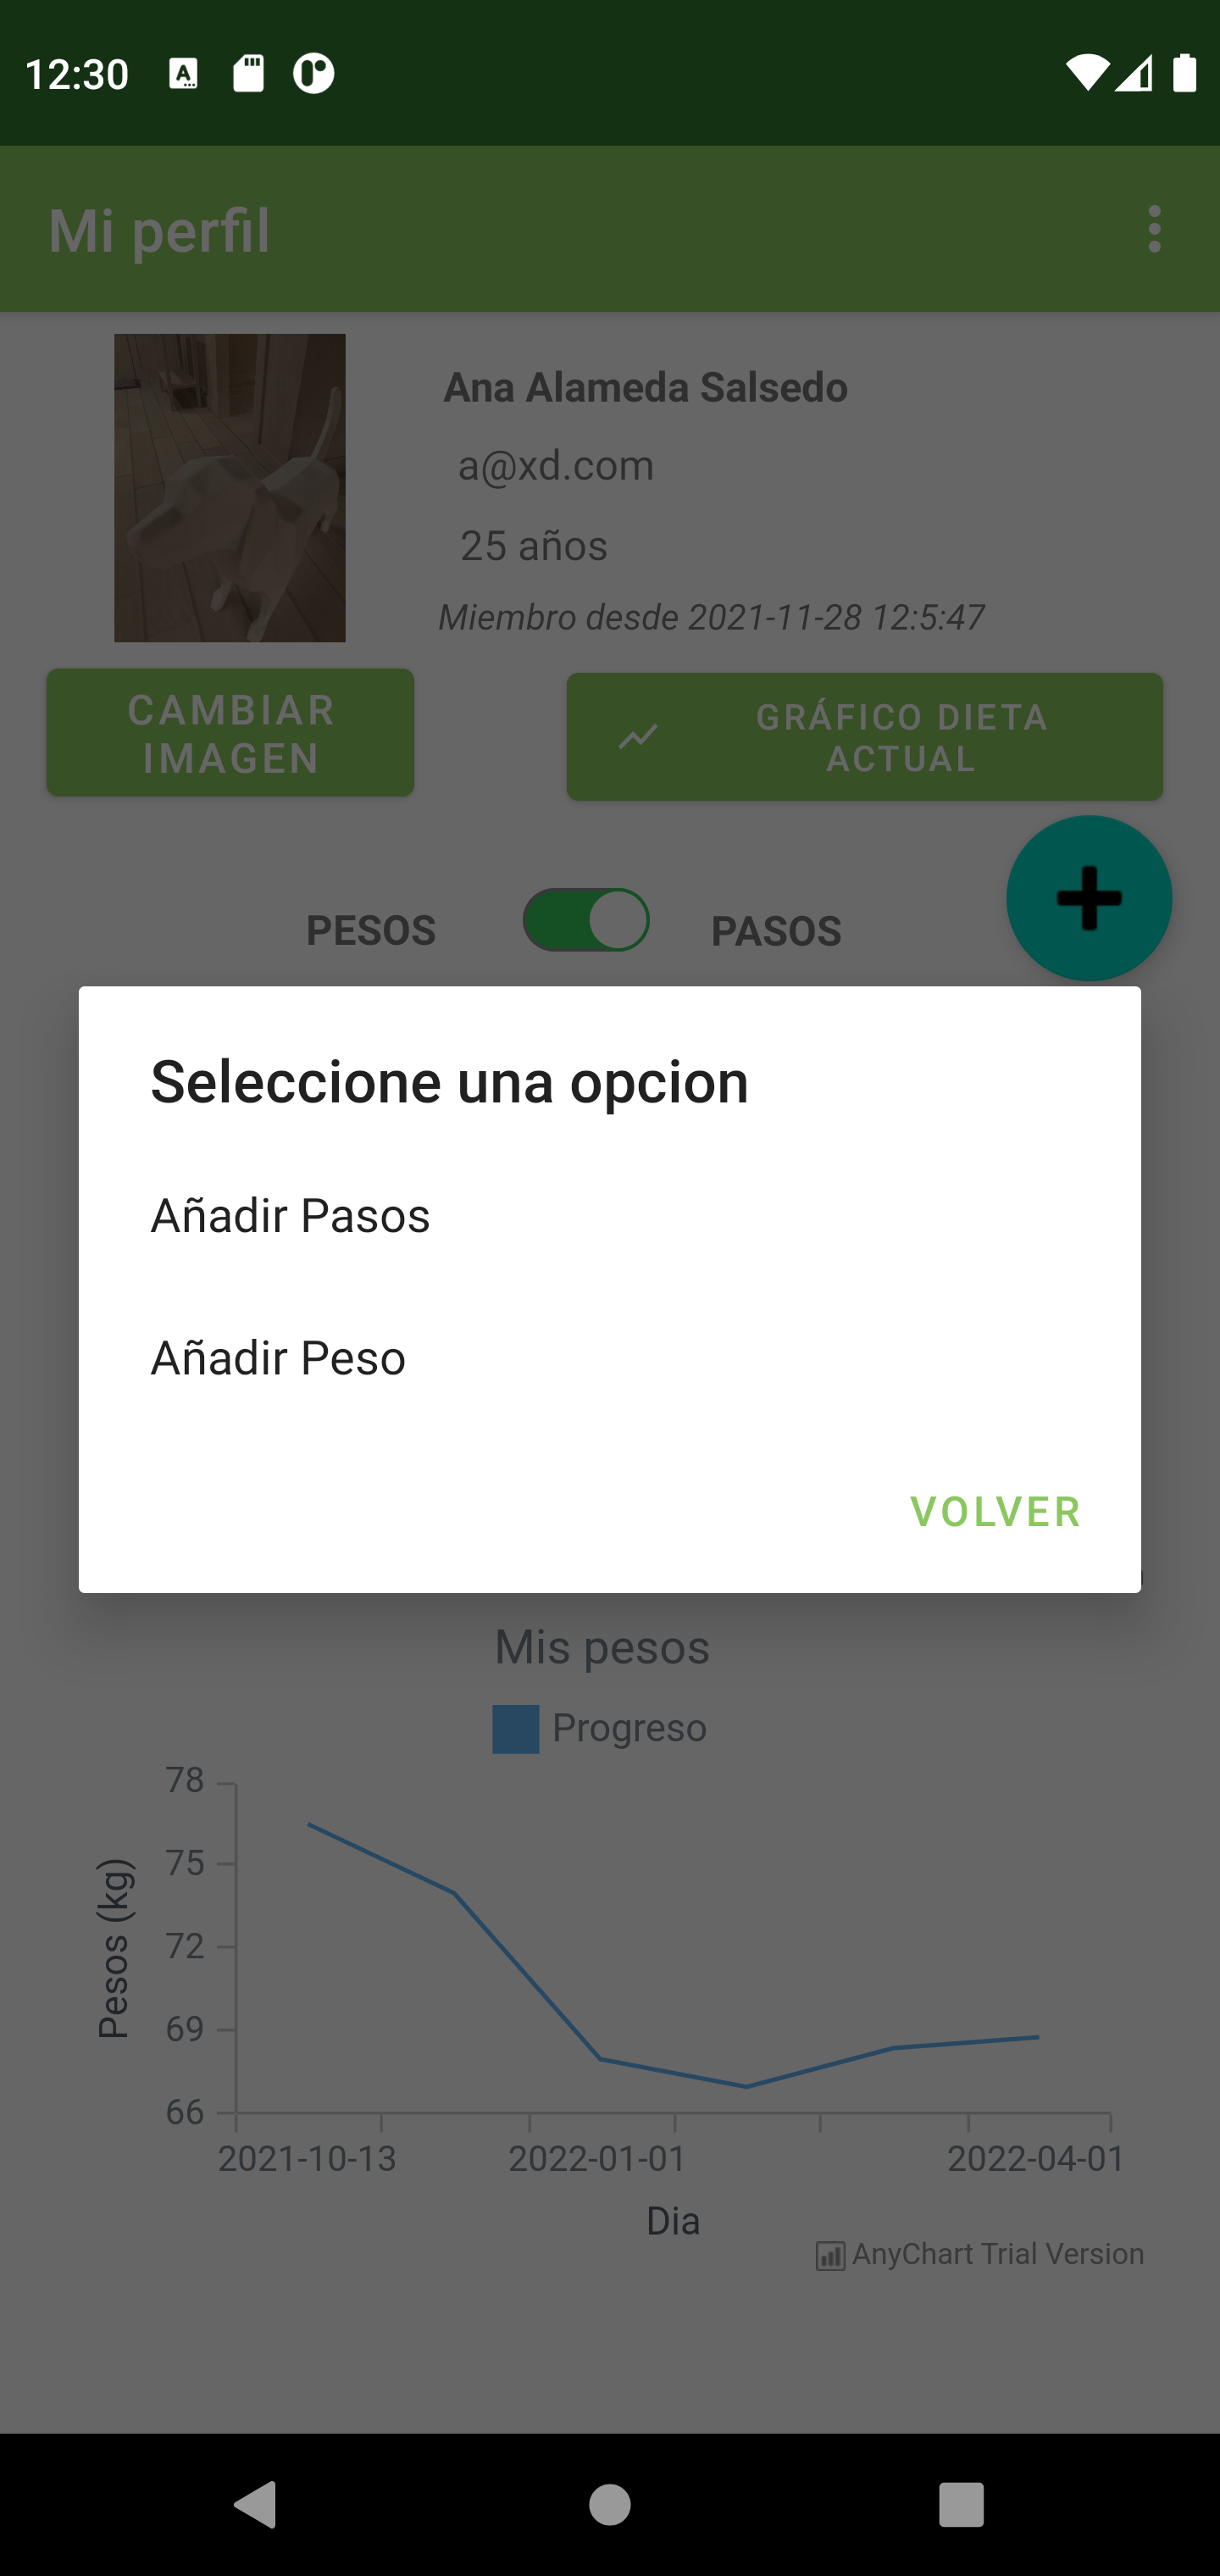 12:30
Mi perfil
Ana Alameda Salsedo
a@xd.com
25 años
Miembro desde 2021-11-28 12:5:47
CAMBIAR
IMAGEN
GRÁFICO DIETA
ACTUAL
PESOS
PASOS
Seleccione una opcion
Añadir Pasos
Añadir Peso
VOLVER
Mis pesos
Progreso
78
75
72
69
66
Pesos (kg)
2021-10-13
2022-01-01
2022-04-01
Dia
AnyChart Trial Version